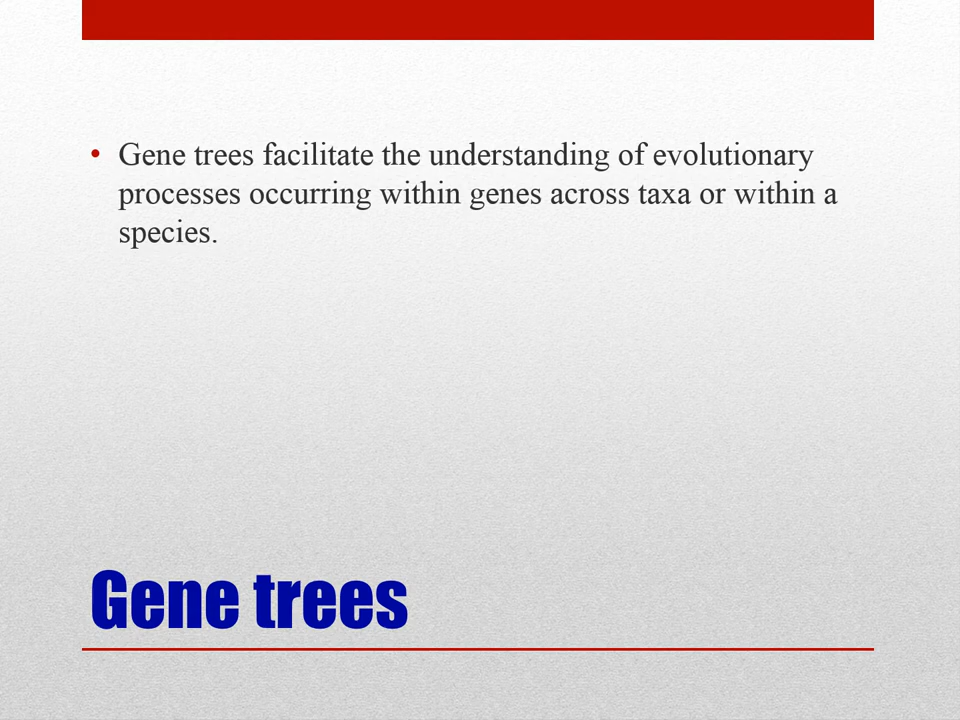 • Gene trees facilitate the understanding of evolutionary
processes occurring within genes across taxa or within a
species.
Gene trees